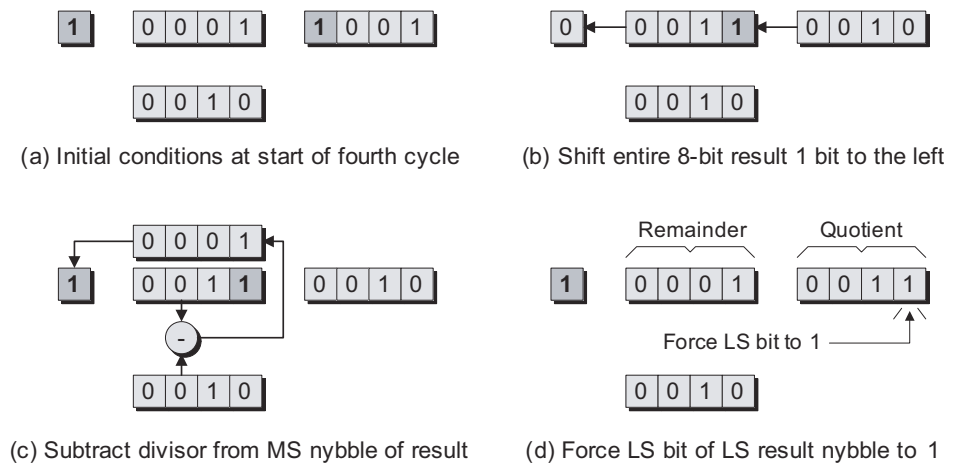 1 0 0 0 1 1 0 0 1
0 0 1 0
(a) Initial conditions at start of fourth cycle
0 0 0 1 1 0 0 1 0
0 0 1 0
(b) Shift entire 8-bit result 1 bit to the left
0 0 0 1
1 0 0 1 1 0 0 1 0
-
0 0 1 0
(c) Subtract divisor from MS nybble of result
Remainder Quotient
1 0 0 0 1 0 0 1 1
Force LS bit to 1
0 0 1 0
(d) Force LS bit of LS result nybble to 1